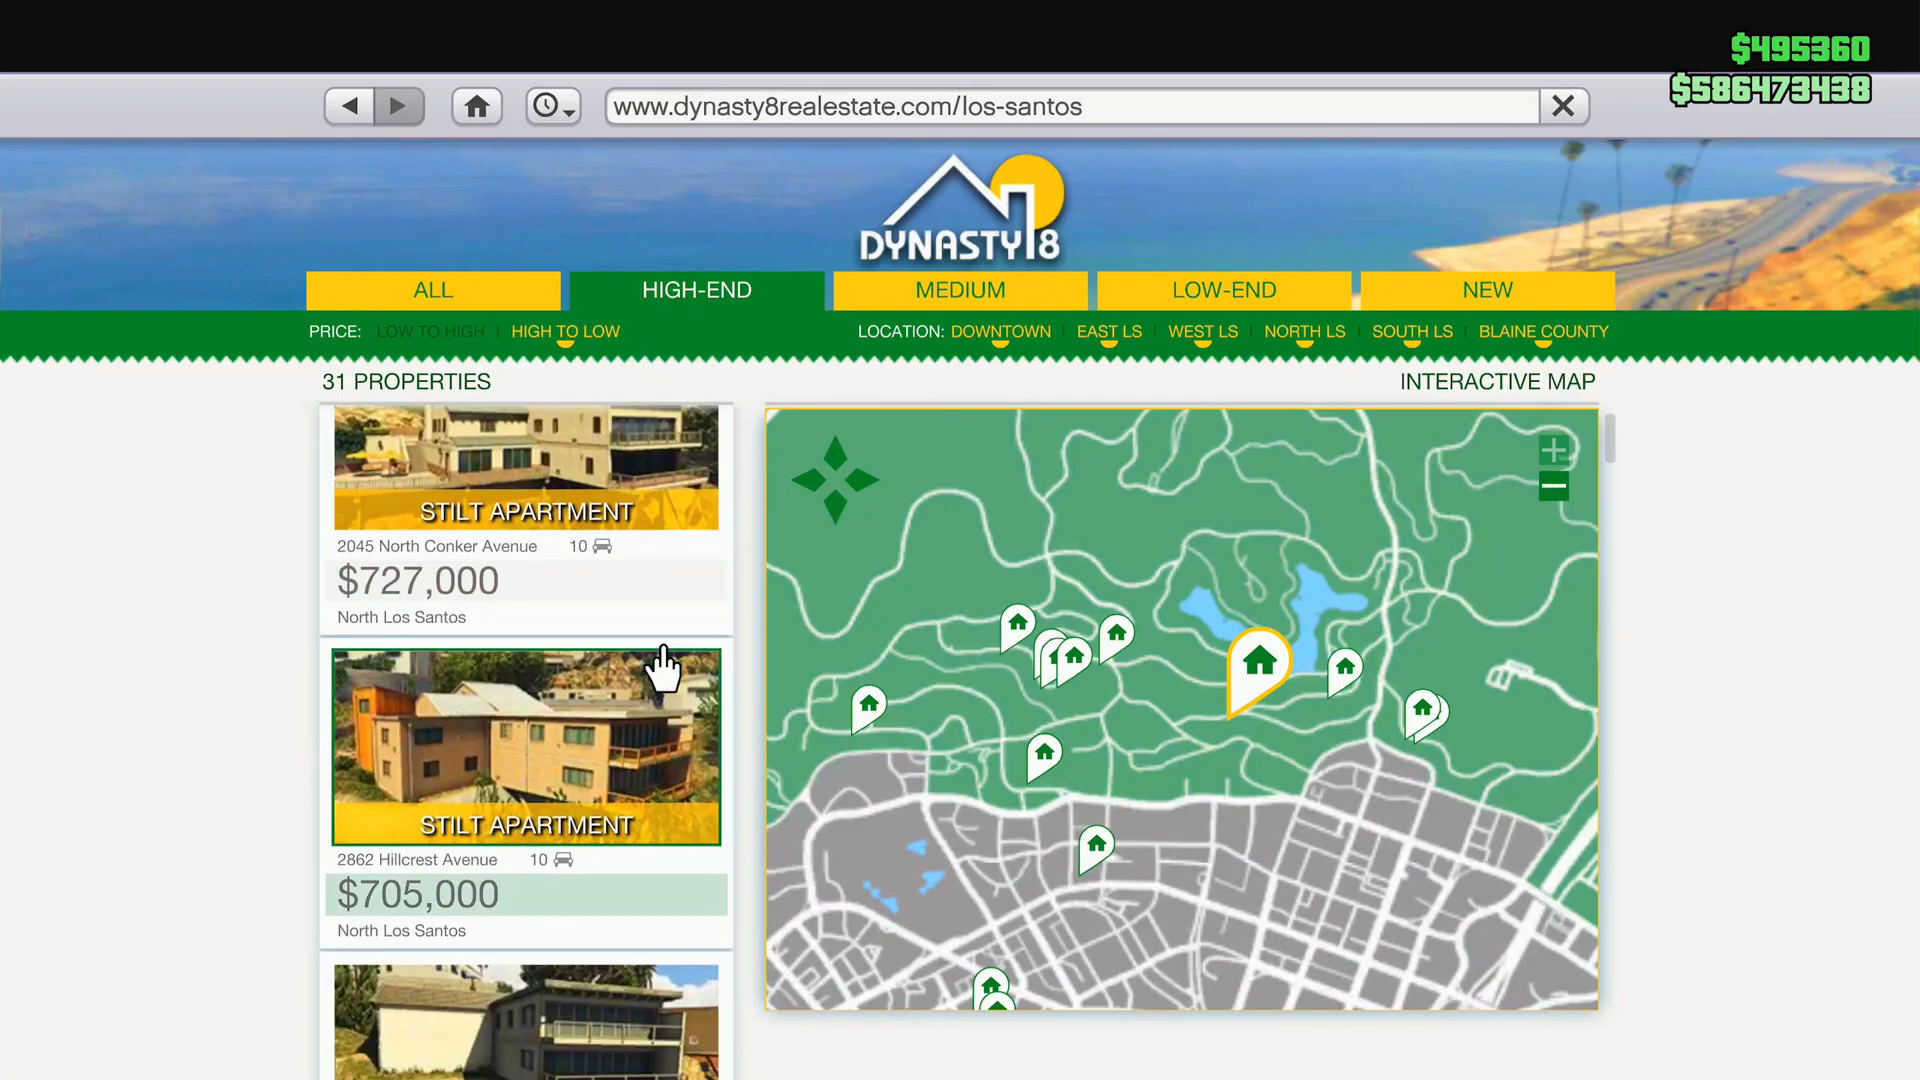 $495360
$586473438
www.dynasty8realestate.com/los-santos
DYNASTY 8
ALL
HIGH-END
MEDIUM
LOW-END
NEW
PRICE: LOW TO HIGH | HIGH TO LOW
LOCATION: DOWNTOWN | EAST LS | WEST LS | NORTH LS | SOUTH LS | BLAINE COUNTY
31 PROPERTIES
INTERACTIVE MAP
STILT APARTMENT
2045 North Conker Avenue 10
$727,000
North Los Santos
STILT APARTMENT
2862 Hillcrest Avenue 10
$705,000
North Los Santos